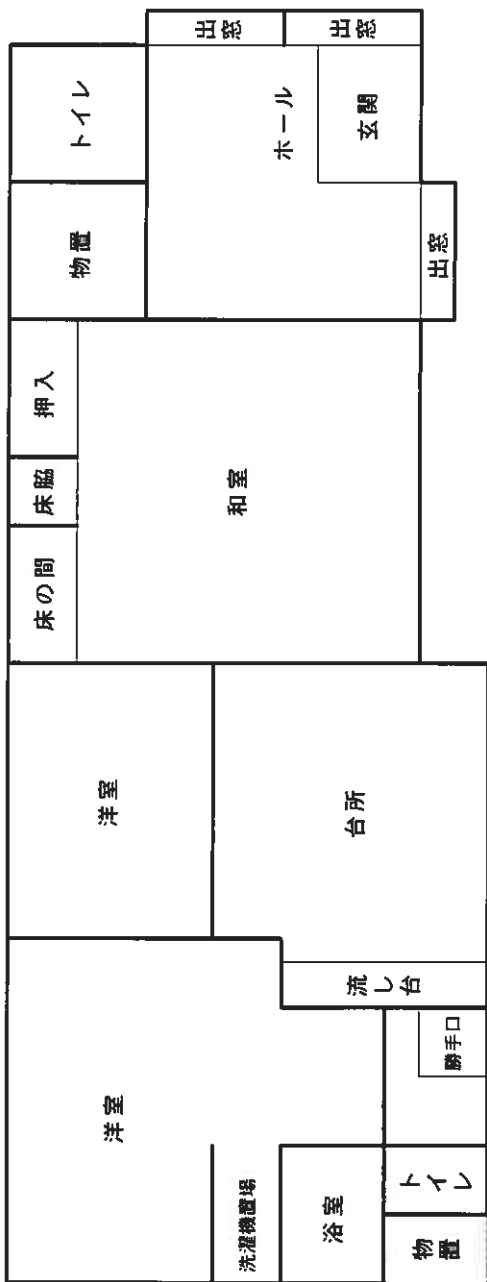 出窓
出窓
トイレ
ホール
玄関
物置
出窓
押入
床脇
和室
床の間
洋室
台所
流し台
洋室
勝手口
洗濯機置場
浴室
トイレ
物置